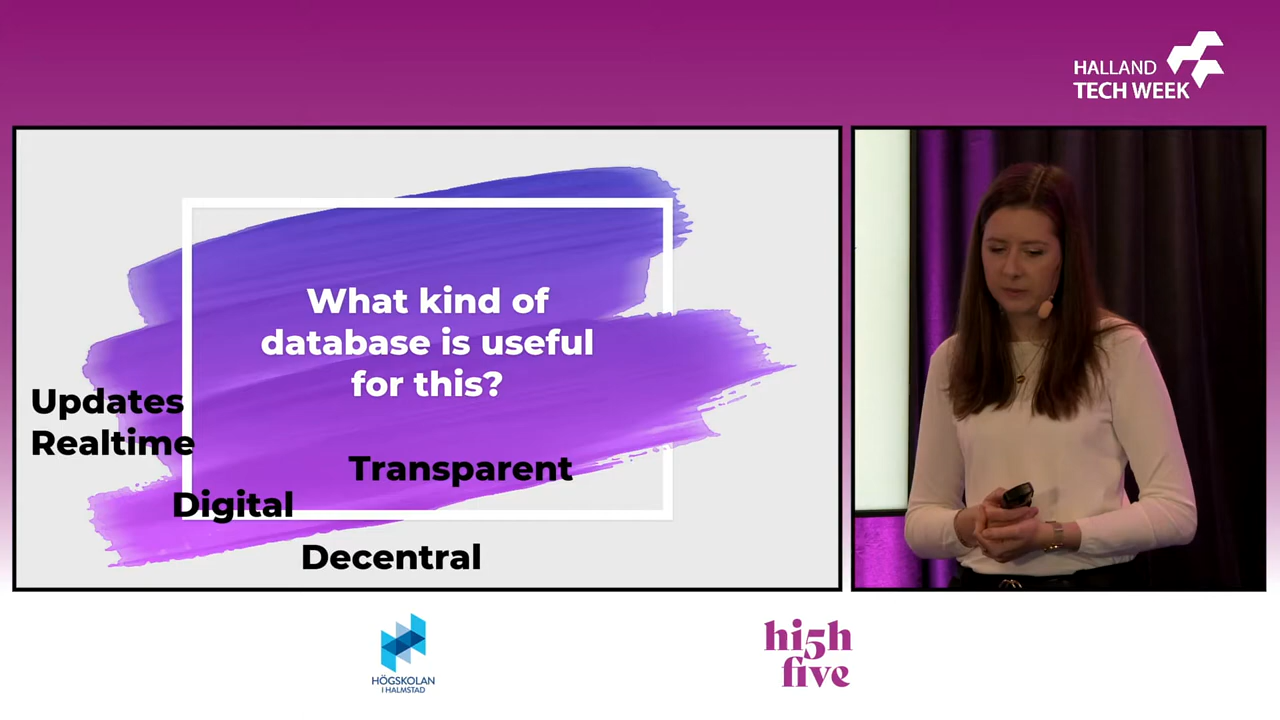 HALLAND
TECH WEEK
What kind of
database is useful
for this?
Updates
Realtime
Transparent
Digital
Decentral
HÖGSKOLAN
I HALMSTAD
hi5h
five